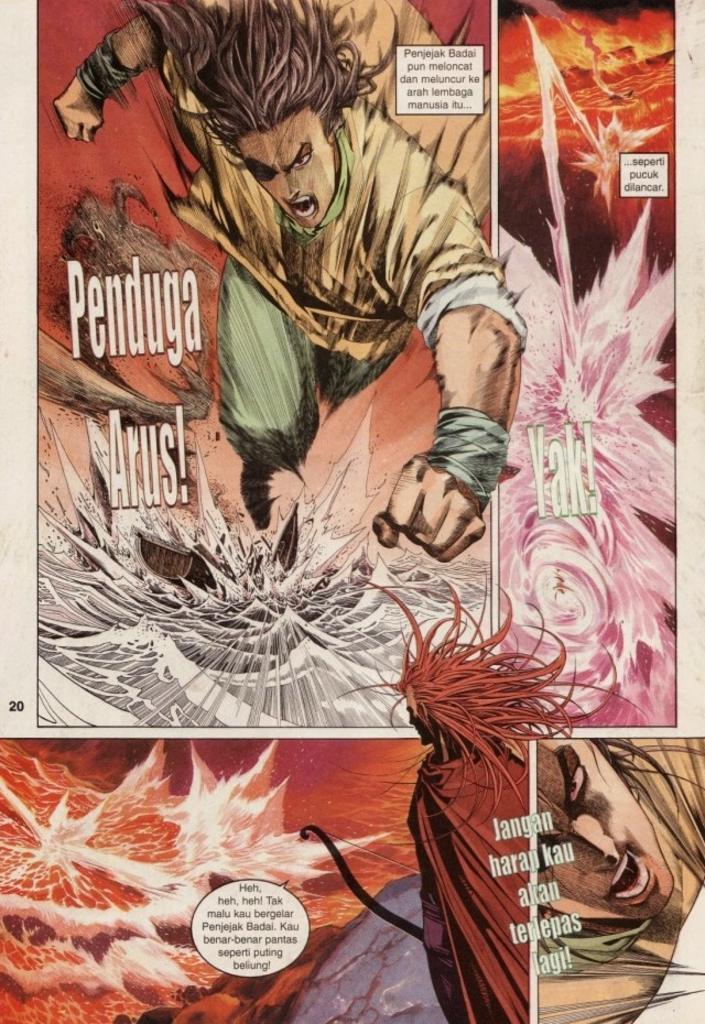 Penjejak Badai
pun meloncat
dan meluncur ke
arah lembaga
manusia itu...
...seperti
pucuk
dilancar.
Penduga
Arus!
Yak!
20
Heh,
heh, heh! Tak
malu kau bergelar
Penjejak Badai. Kau
benar-benar pantas
seperti puting
beliung!
Jangan
harap kau
akan
terlepas
lagi!